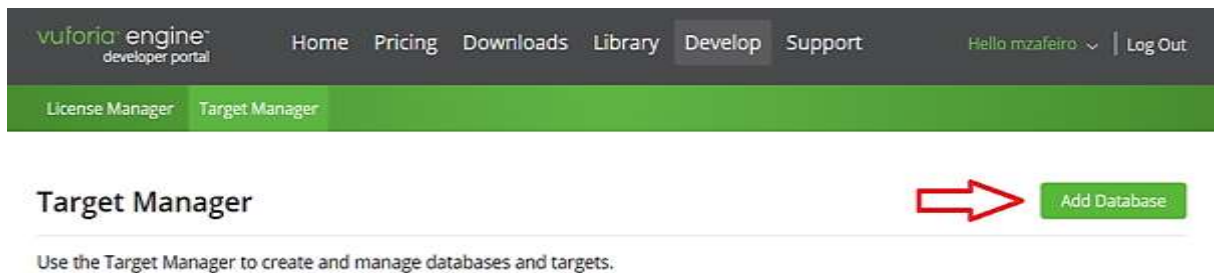 vuforia engine™
developer portal
Home Pricing Downloads Library Develop Support Hello mzafeiro Log Out
License Manager Target Manager
Target Manager
Add Database
Use the Target Manager to create and manage databases and targets.